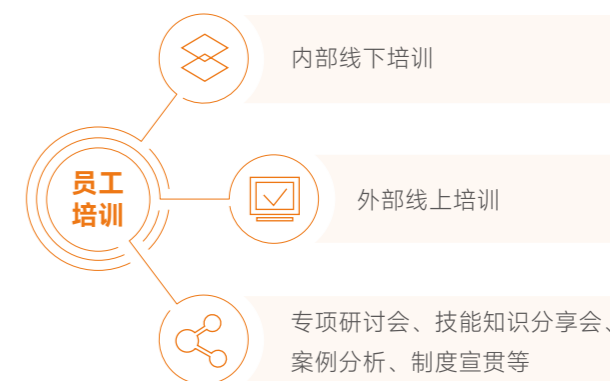 员工
培训
内部线下培训
外部线上培训
专项研讨会、技能知识分享会、
案例分析、制度宣贯等